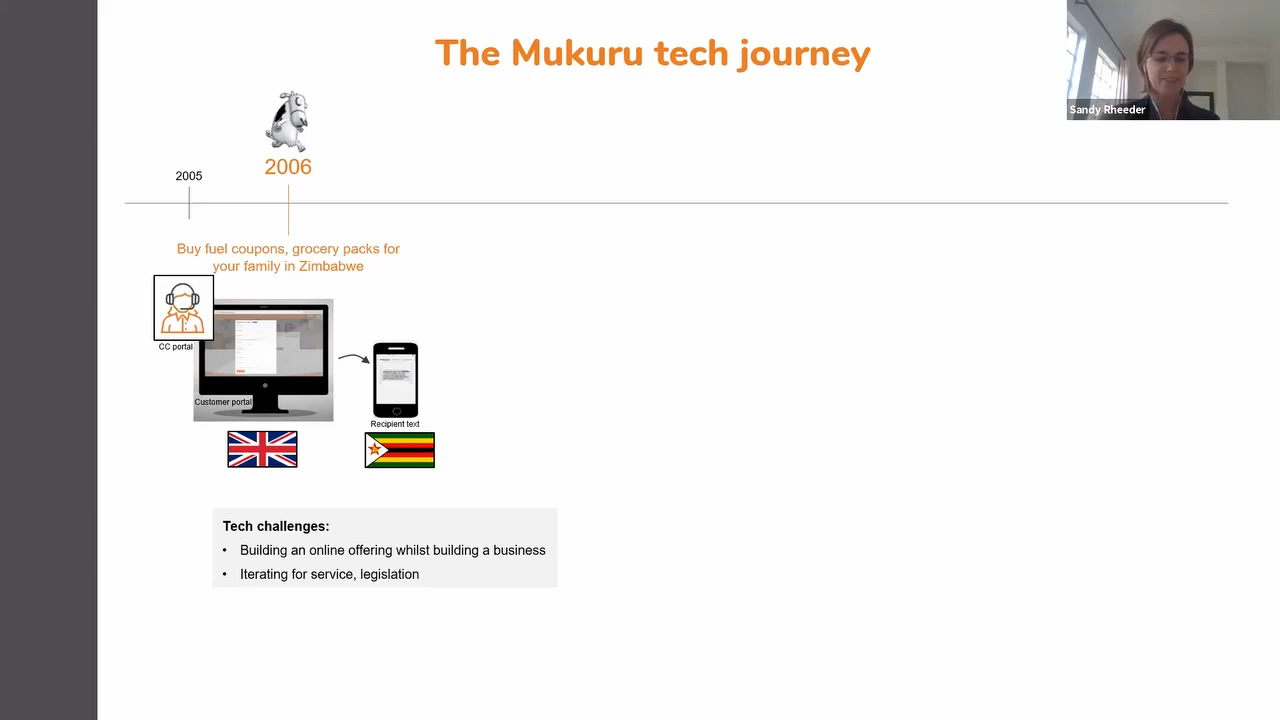 The Mukuru tech journey
Sandy Rheeder
2005
2006
Buy fuel coupons, grocery packs for
your family in Zimbabwe
CC portal
Customer portal
Recipient text
Tech challenges:
• Building an online offering whilst building a business
• Iterating for service, legislation